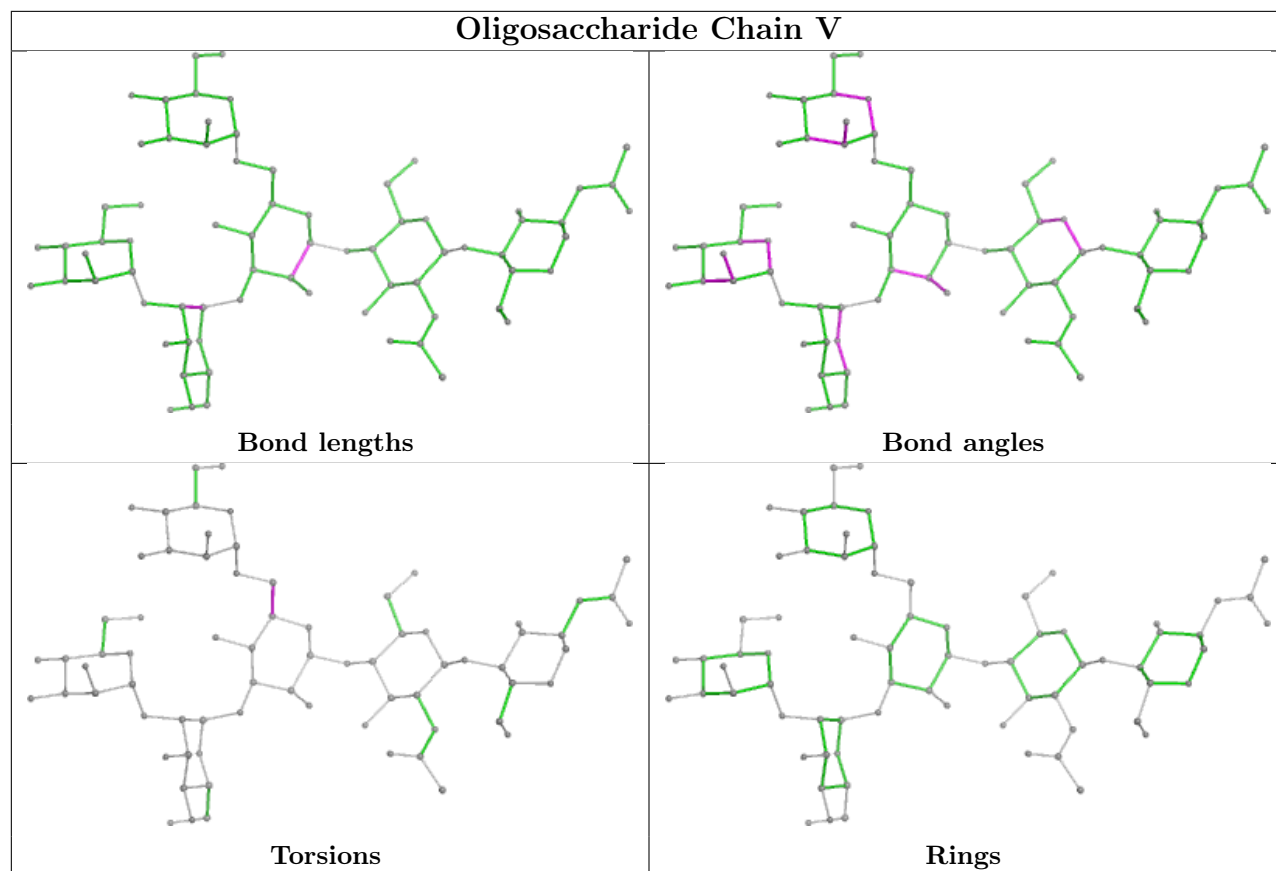 Oligosaccharide Chain V
Bond lengths
Bond angles
Torsions
Rings